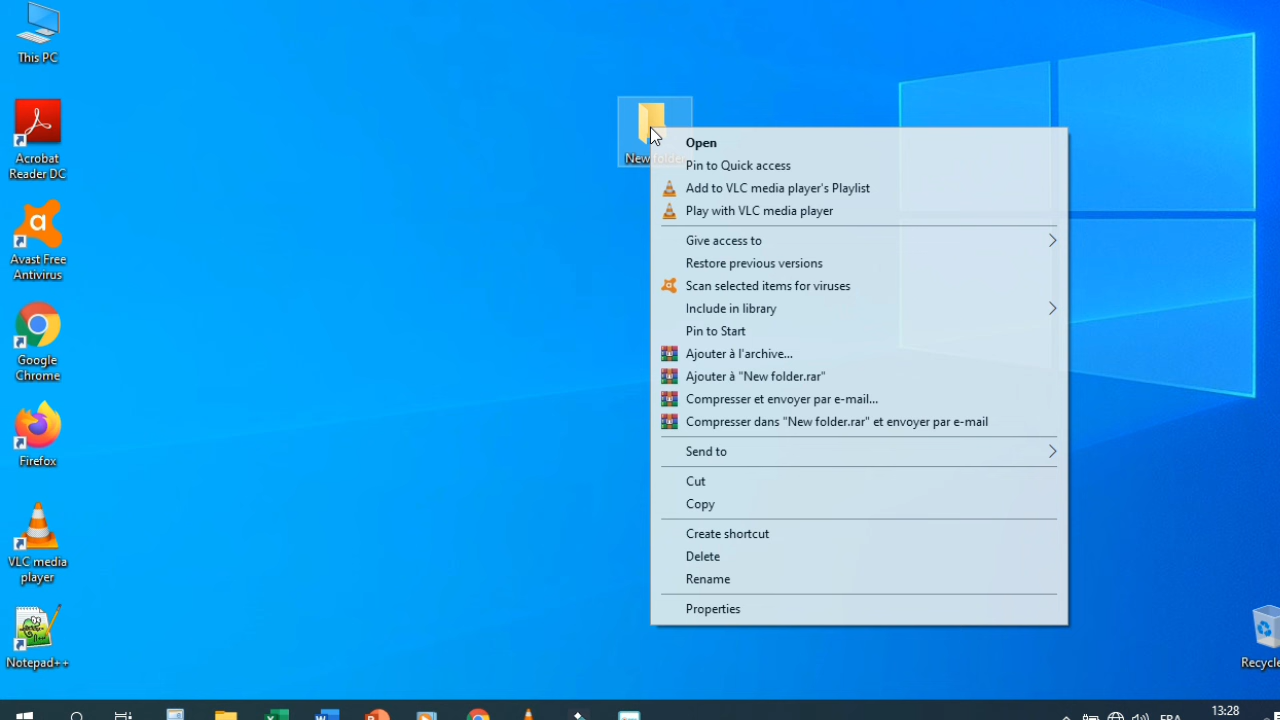 This PC
Acrobat
Reader DC
Avast Free
Antivirus
Google
Chrome
Firefox
VLC media
player
Notepad++
New folder
Open
Pin to Quick access
Add to VLC media player's Playlist
Play with VLC media player
Give access to
Restore previous versions
Scan selected items for viruses
Include in library
Pin to Start
Ajouter à l'archive...
Ajouter à "New folder.rar"
Compresser et envoyer par e-mail...
Compresser dans "New folder.rar" et envoyer par e-mail
Send to
Cut
Copy
Create shortcut
Delete
Rename
Properties
Recycle
13:28
FRA